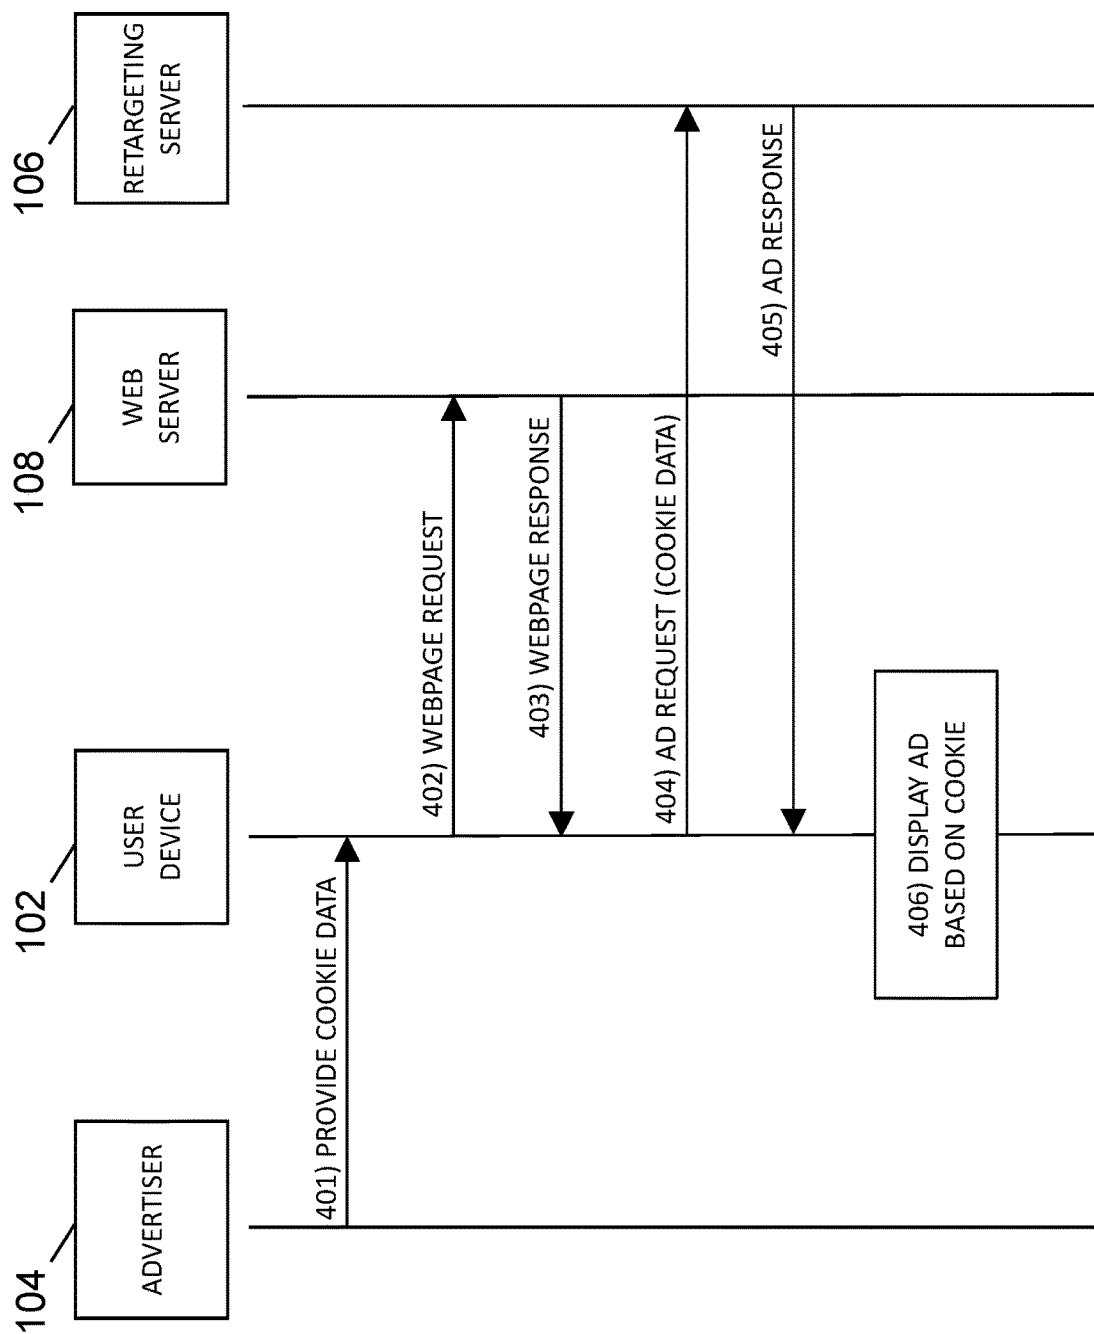 104
102
108
106
ADVERTISER
USER
DEVICE
WEB
SERVER
RETARGETING
SERVER
401) PROVIDE COOKIE DATA
402) WEBPAGE REQUEST
403) WEBPAGE RESPONSE
404) AD REQUEST (COOKIE DATA)
405) AD RESPONSE
406) DISPLAY AD
BASED ON COOKIE